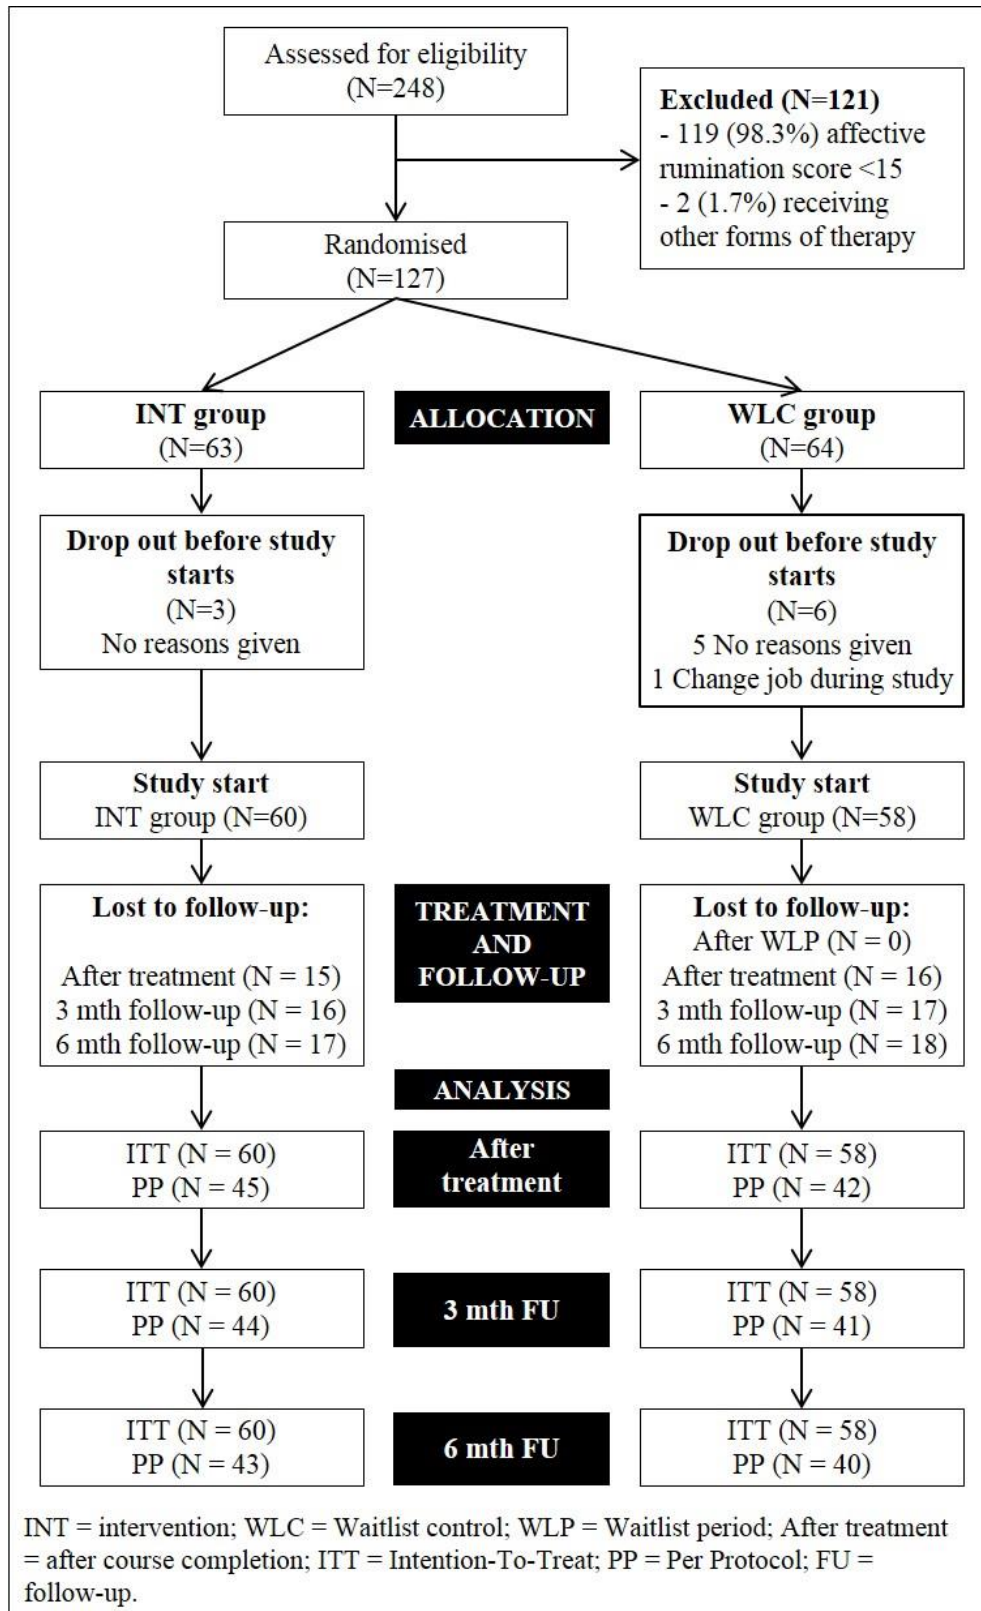 Assessed for eligibility
(N=248)
Excluded (N=121)
- 119 (98.3%) affective
rumination score <15
- 2 (1.7%) receiving
other forms of therapy
Randomised
(N=127)
INT group
(N=63)
ALLOCATION
WLC group
(N=64)
Drop out before study
starts
(N=3)
No reasons given
Drop out before study
starts
(N=6)
5 No reasons given
1 Change job during study
Study start
INT group (N=60)
Study start
WLC group (N=58)
Lost to follow-up:
After treatment (N = 15)
3 mth follow-up (N = 16)
6 mth follow-up (N = 17)
TREATMENT
AND
FOLLOW-UP
Lost to follow-up:
After WLP (N = 0)
After treatment (N = 16)
3 mth follow-up (N = 17)
6 mth follow-up (N = 18)
ANALYSIS
ITT (N = 60)
PP (N = 45)
After
treatment
ITT (N = 58)
PP (N = 42)
ITT (N = 60)
PP (N = 44)
3 mth FU
ITT (N = 58)
PP (N = 41)
ITT (N = 60)
PP (N = 43)
6 mth FU
ITT (N = 58)
PP (N = 40)
INT = intervention; WLC = Waitlist control; WLP = Waitlist period; After treatment
= after course completion; ITT = Intention-To-Treat; PP = Per Protocol; FU =
follow-up.